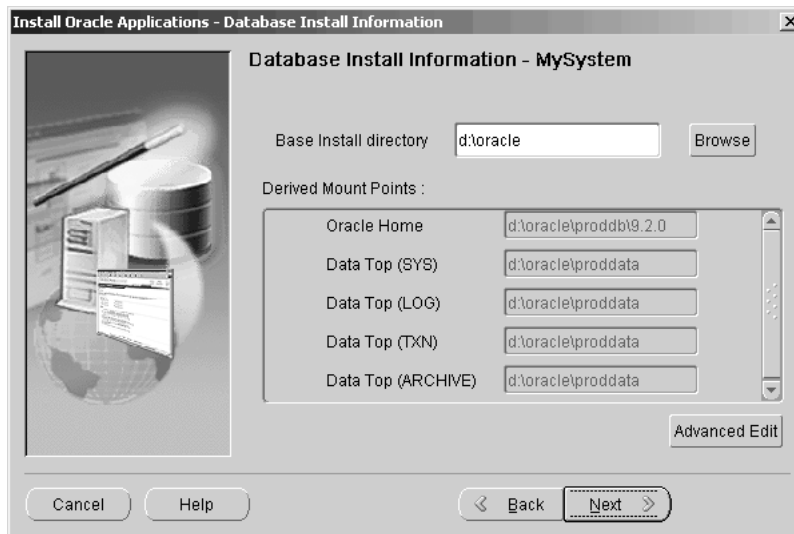 Install Oracle Applications - Database Install Information
Database Install Information - MySystem
Base Install directory d:\oracle Browse
Derived Mount Points :
Oracle Home d:\oracle\proddb\9.2.0
Data Top (SYS) d:\oracle\proddata
Data Top (LOG) d:\oracle\proddata
Data Top (TXN) d:\oracle\proddata
Data Top (ARCHIVE) d:\oracle\proddata
Advanced Edit
Cancel Help Back Next